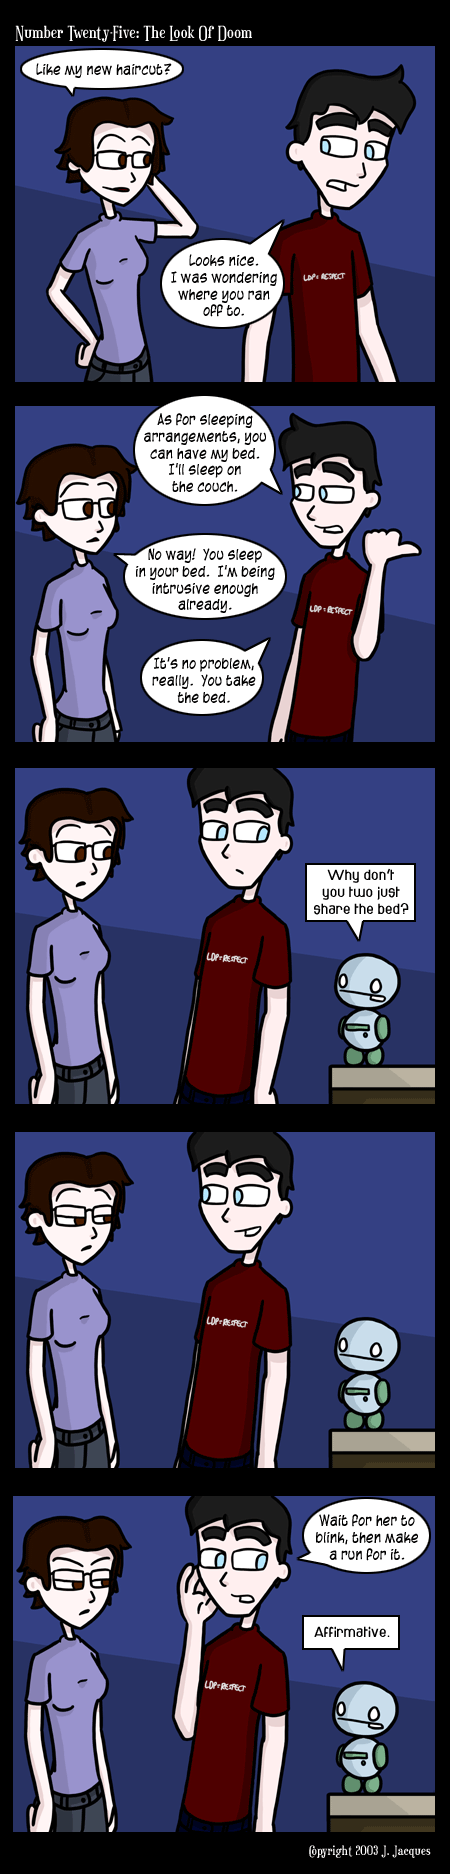 Number Twenty-Five: The Look Of Doom
Like my new haircut?
Looks nice.
I was wondering
where you ran
off to.
LDP = RESPECT
As for sleeping
arrangements, you
can have my bed.
I'll sleep on
the couch.
No way! You sleep
in your bed. I'm being
intrusive enough
already.
LDP = RESPECT
It's no problem,
really. You take
the bed.
Why don't
you two just
share the bed?
LDP = RESPECT
LDP = RESPECT
Wait for her to
blink, then make
a run for it.
Affirmative.
LDP = RESPECT
Copyright 2003 J. Jacques